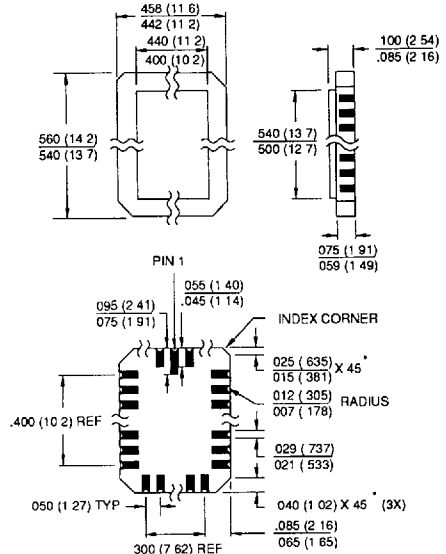 458 (11 6)
442 (11 2)
440 (11 2)
400 (10 2)
100 (2 54)
.085 (2 16)
560 (14 2)
540 (13 7)
540 (13 7)
500 (12 7)
075 (1 91)
059 (1 49)
PIN 1
055 (1 40)
.045 (1 14)
095 (2 41)
075 (1 91)
INDEX CORNER
025 ( 635)
015 ( 381)
X 45°
012 ( 305)
007 ( 178)
RADIUS
.400 (10 2) REF
029 ( 737)
021 ( 533)
050 (1 27) TYP
040 (1 02) X 45° (3X)
.085 (2 16)
065 (1 65)
300 (7 62) REF